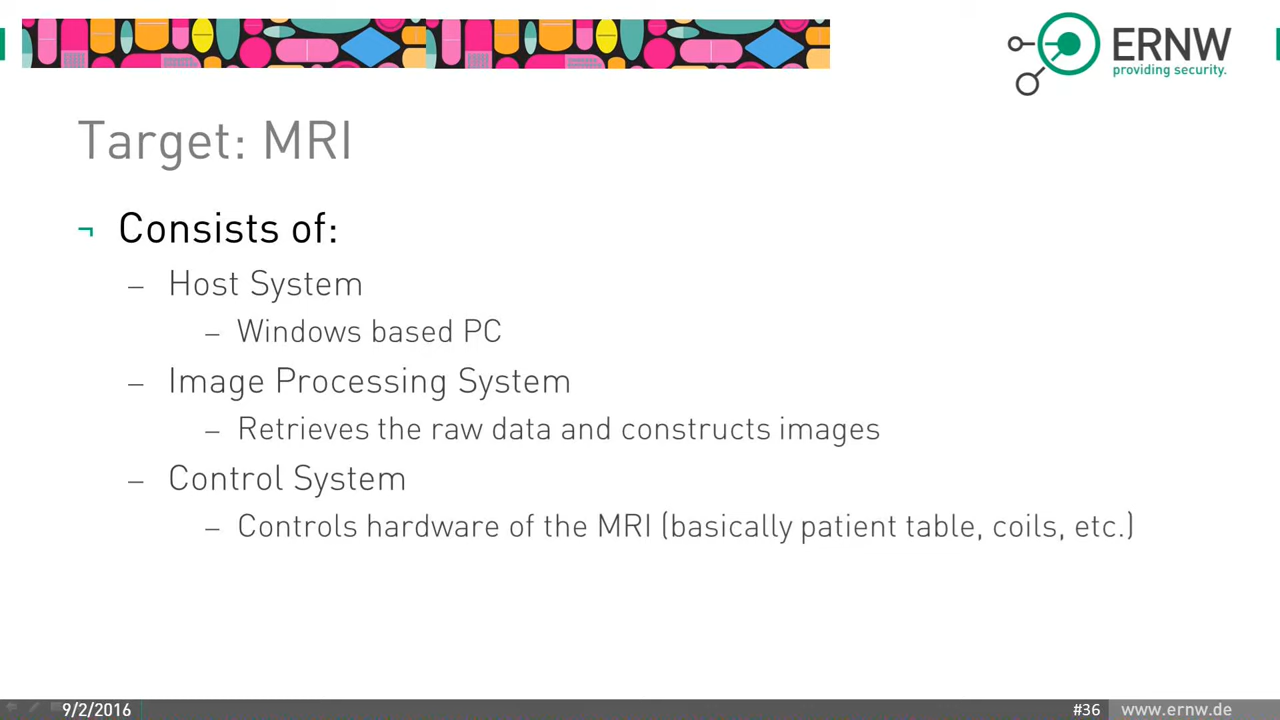 ERNW
providing security.
Target: MRI
¬ Consists of:
– Host System
– Windows based PC
– Image Processing System
– Retrieves the raw data and constructs images
– Control System
– Controls hardware of the MRI (basically patient table, coils, etc.)
9/2/2016
#36
www.ernw.de